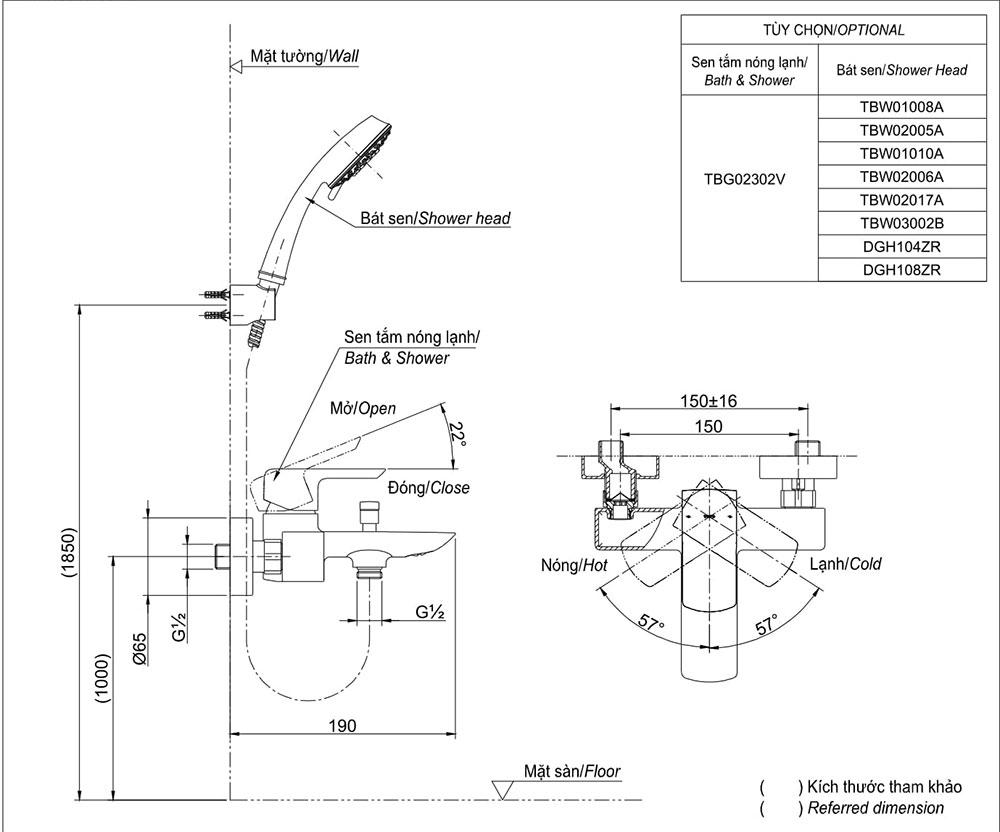 TÙY CHỌN/OPTIONAL
Sen tắm nóng lạnh/
Bath & Shower
Bát sen/Shower Head
TBG02302V
TBW01008A
TBW02005A
TBW01010A
TBW02006A
TBW02017A
TBW03002B
DGH104ZR
DGH108ZR
Mặt tường/Wall
Bát sen/Shower head
Sen tắm nóng lạnh/
Bath & Shower
Mở/Open
22°
Đóng/Close
(1850)
(1000)
Ø65
G½
G½
190
150±16
150
Nóng/Hot
Lạnh/Cold
57°
57°
Mặt sàn/Floor
( ) Kích thước tham khảo
( ) Referred dimension